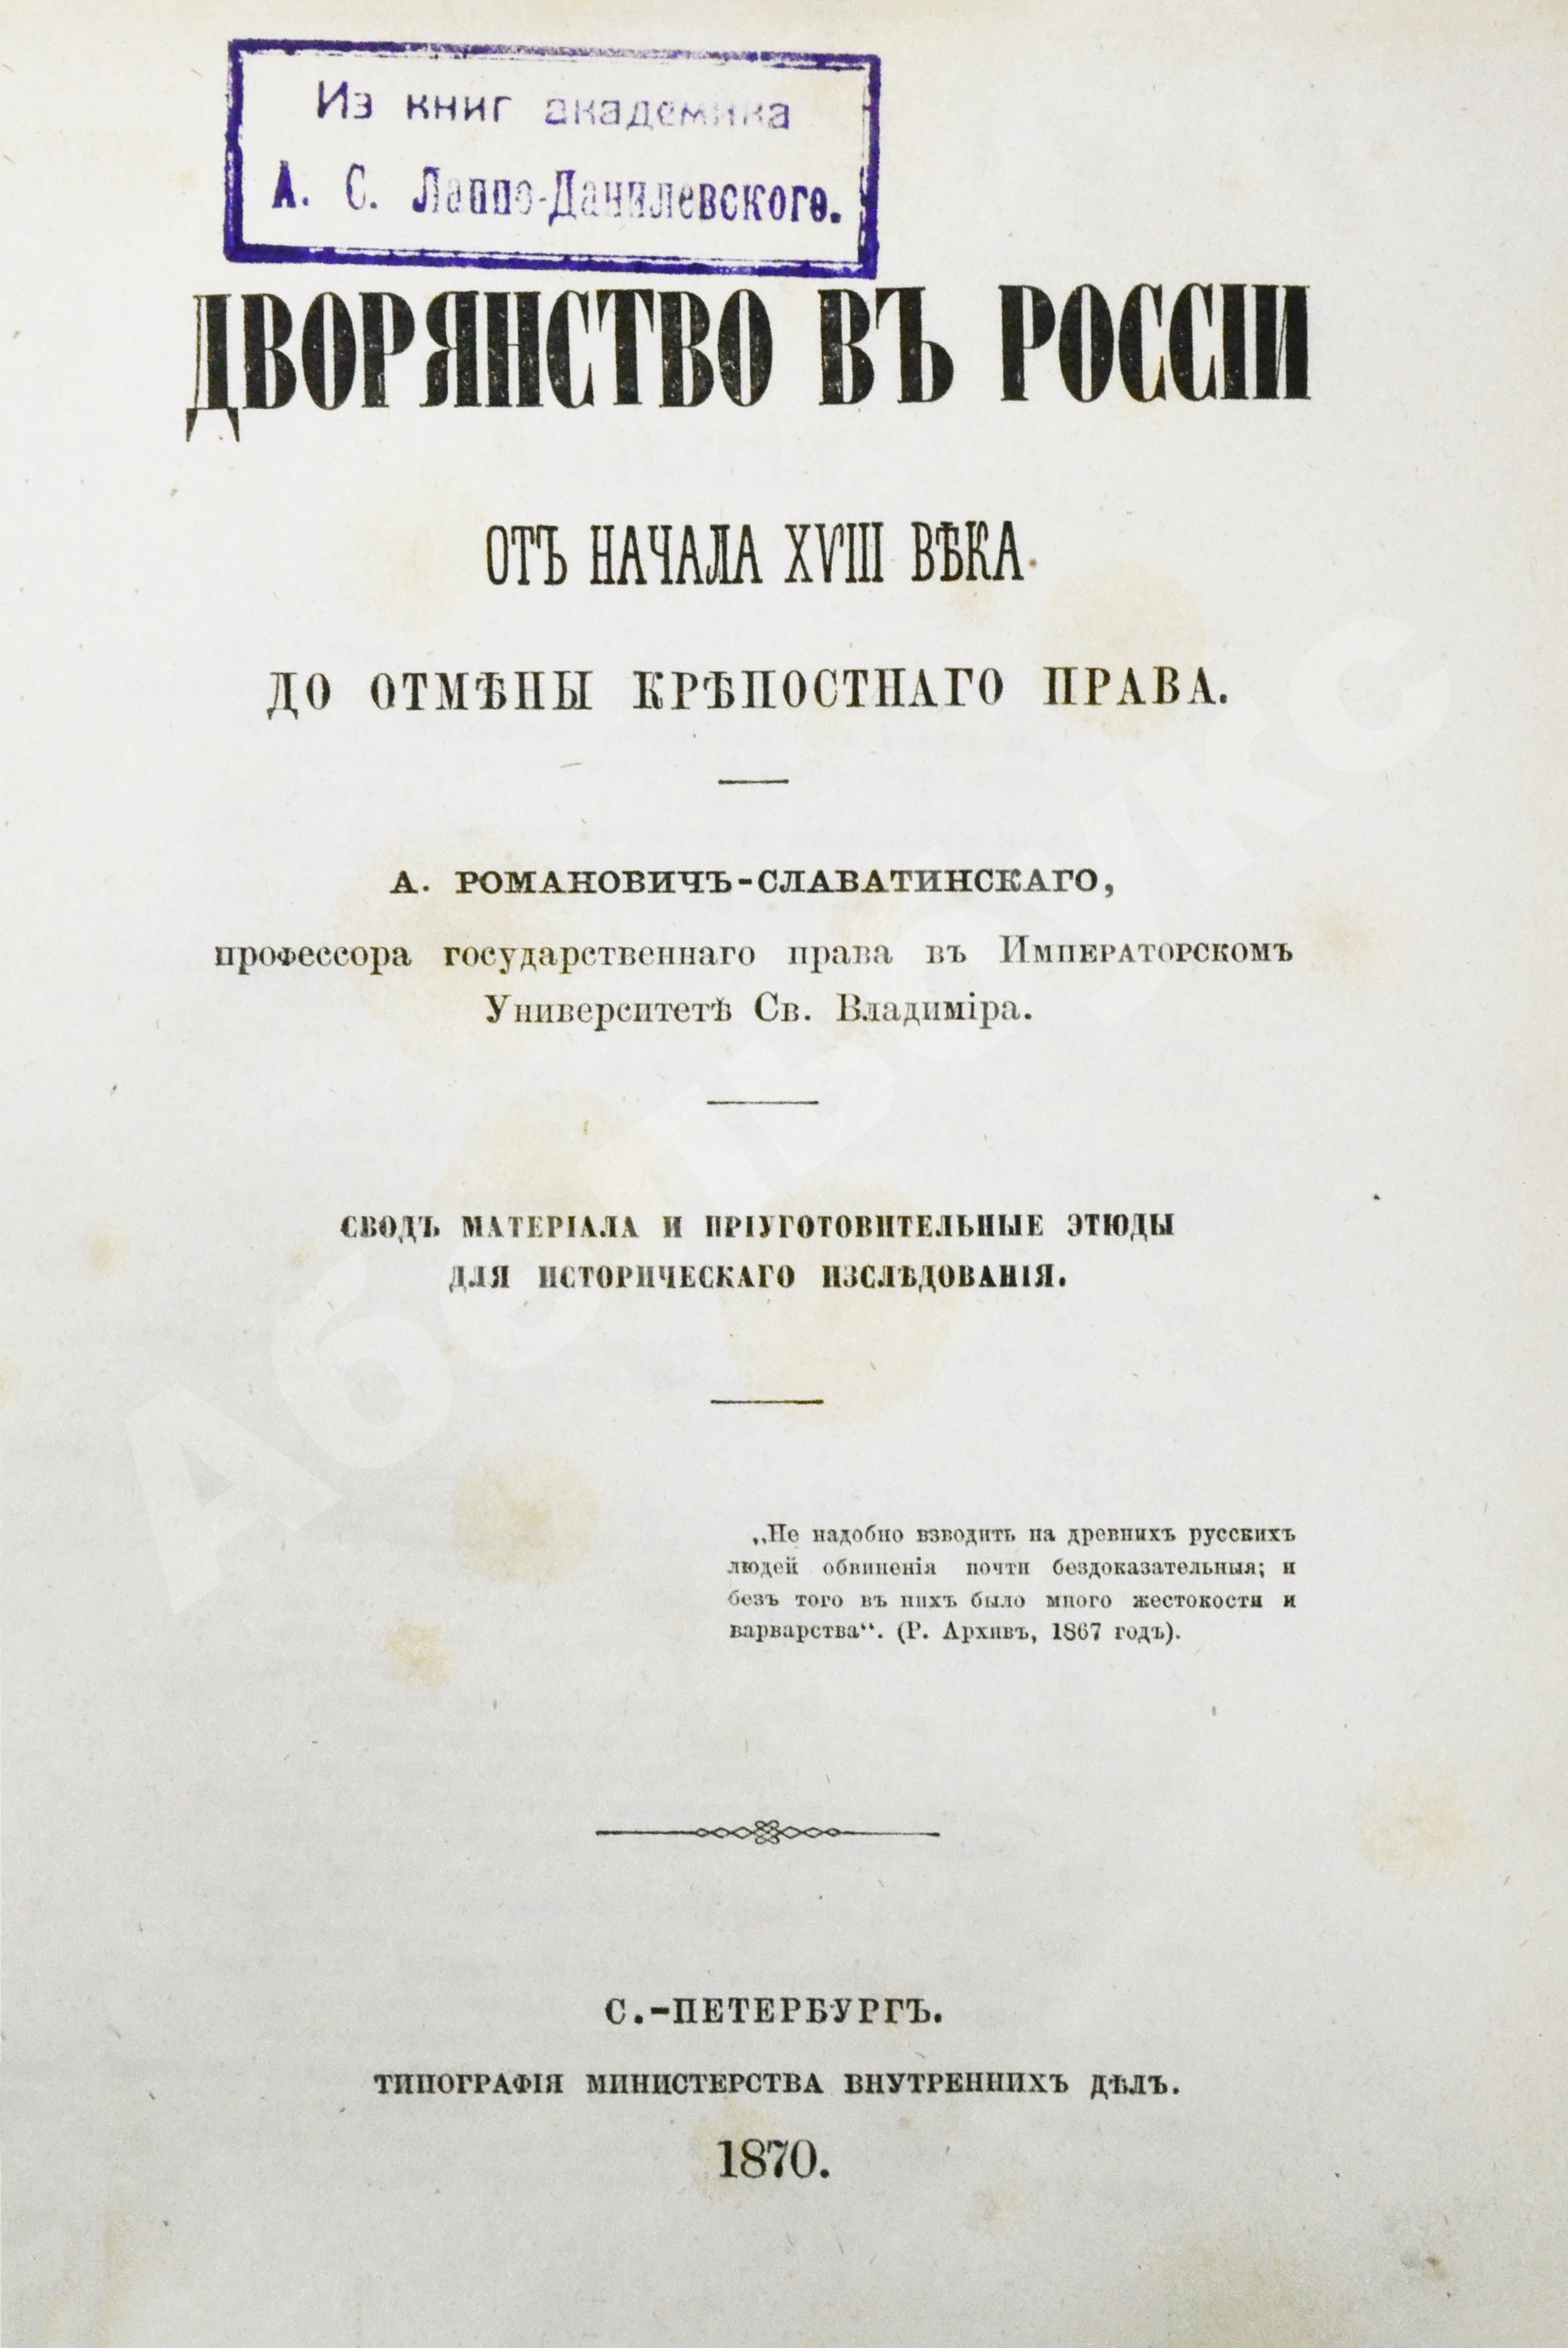 Из книг академика
А. С. Лаппо-Данилевского.
ДВОРЯНСТВО ВЪ РОССІИ
ОТЪ НАЧАЛА XVIII ВѢКА
ДО ОТМѢНЫ КРѢПОСТНАГО ПРАВА.
А. РОМАНОВИЧЪ-СЛАВАТИНСКАГО,
профессора государственнаго права въ Императорскомъ
Университетѣ Св. Владиміра.
СВОДЪ МАТЕРІАЛА И ПРІУГОТОВИТЕЛЬНЫЕ ЭТЮДЫ
ДЛЯ ИСТОРИЧЕСКАГО ИЗСЛѢДОВАНІЯ.
„Не надобно взводить на древнихъ русскихъ
людей обвиненія почти бездоказательныя; и
безъ того въ нихъ было много жестокости и
варварства“. (Р. Архивъ, 1867 годъ).
С.-ПЕТЕРБУРГЪ.
ТИПОГРАФІЯ МИНИСТЕРСТВА ВНУТРЕННИХЪ ДѢЛЪ.
1870.